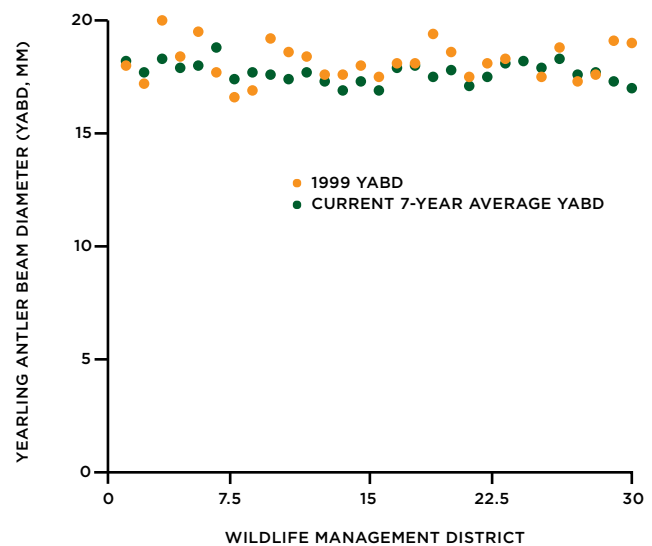 YEARLING ANTLER BEAM DIAMETER (YABD, MM)
20
15
10
5
0
1999 YABD
CURRENT 7-YEAR AVERAGE YABD
0 7.5 15 22.5 30
WILDLIFE MANAGEMENT DISTRICT